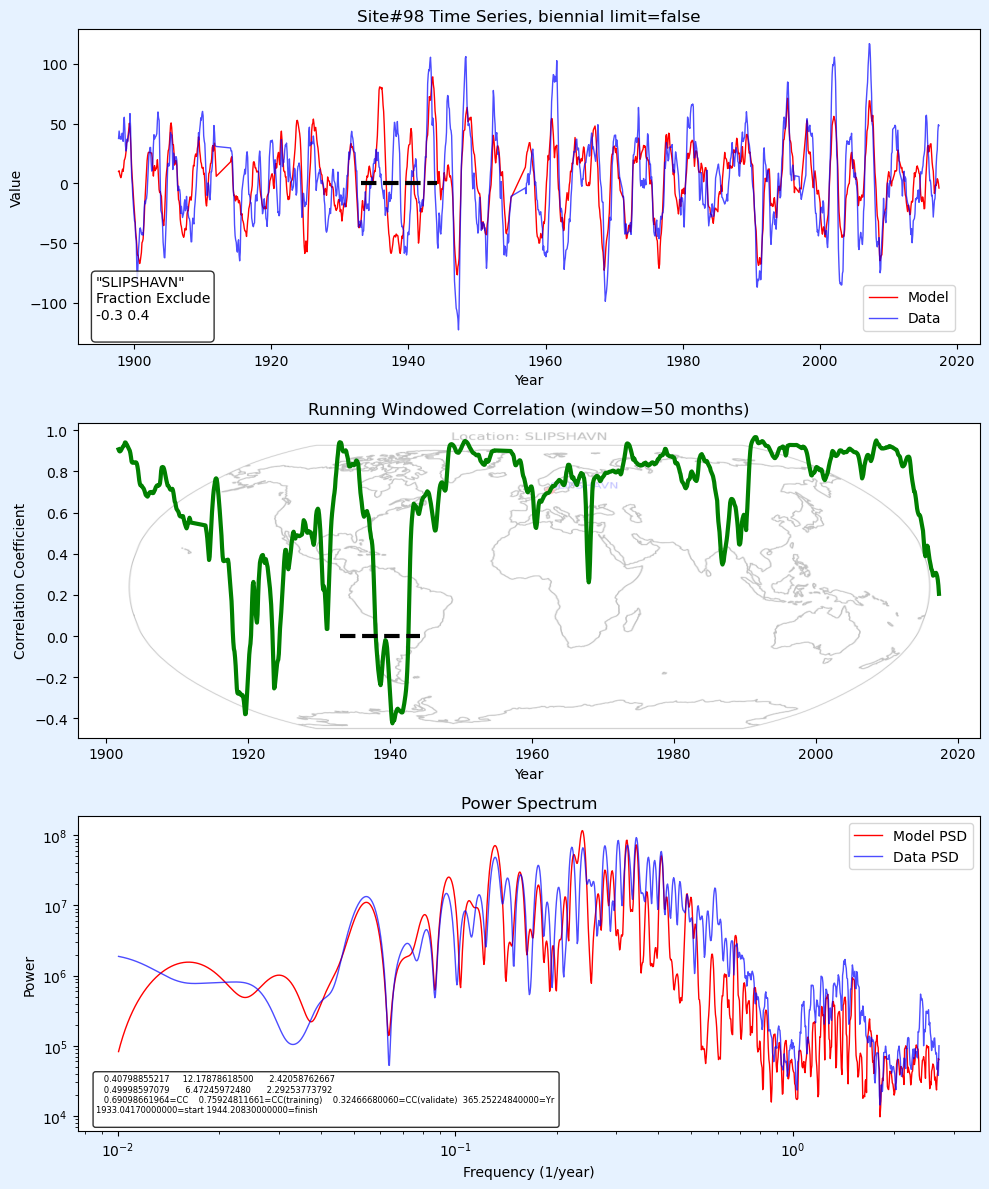 Site#98 Time Series, biennial limit=false
Value
100
50
0
−50
−100
"SLIPSHAVN"
Fraction Exclude
-0.3 0.4
Model
Data
1900 1920 1940 1960 1980 2000 2020
Year
Running Windowed Correlation (window=50 months)
Location: SLIPSHAVN
Correlation Coefficient
1.0
0.8
0.6
0.4
0.2
0.0
−0.2
−0.4
1900 1920 1940 1960 1980 2000 2020
Year
Power Spectrum
Model PSD
Data PSD
Power
10⁸
10⁷
10⁶
10⁵
10⁴
0.40798855217 12.17878618500 2.42058762667
0.49998597079 6.47245972480 2.29253773792
0.69098661964=CC 0.75924811661=CC(training) 0.32466680060=CC(validate) 365.25224840000=Yr
1933.04170000000=start 1944.20830000000=finish
10⁻² 10⁻¹ 10⁰
Frequency (1/year)